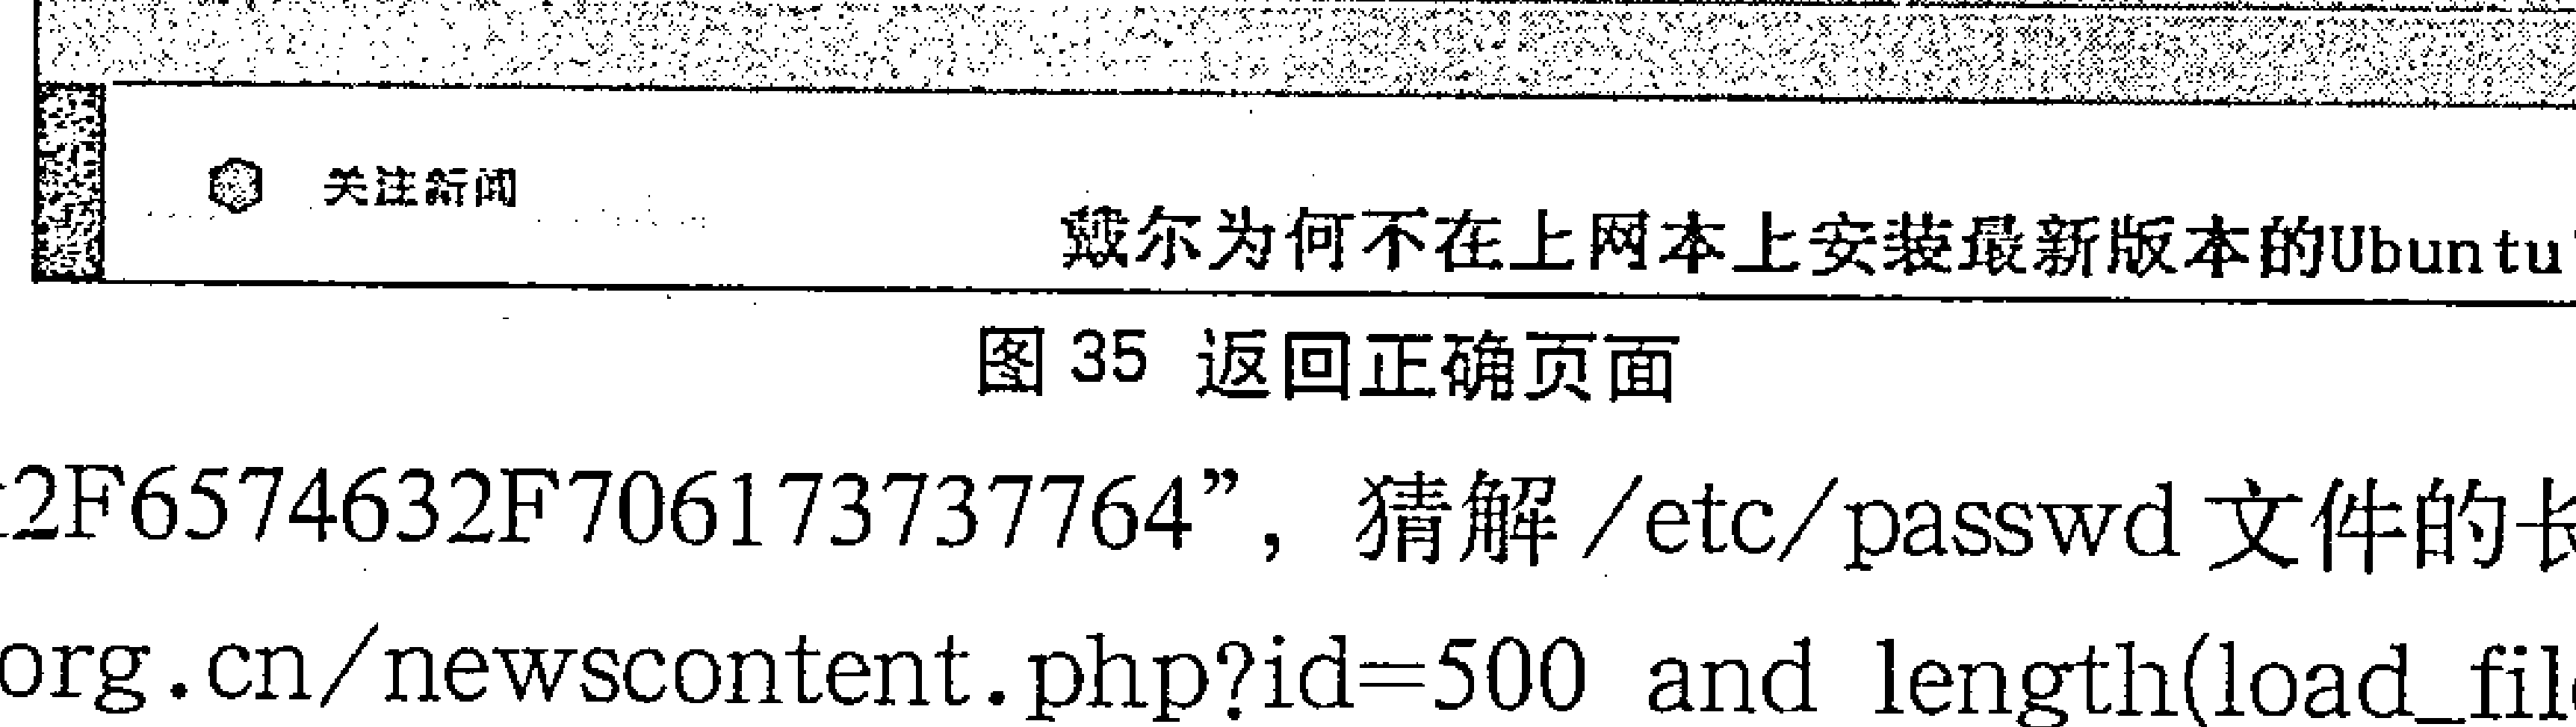 关注新闻
戴尔为何不在上网本上安装最新版本的Ubuntu
图 35 返回正确页面
2F6574632F706173737764”，猜解 /etc/passwd 文件的长
org.cn/newscontent.php?id=500 and length(load_file